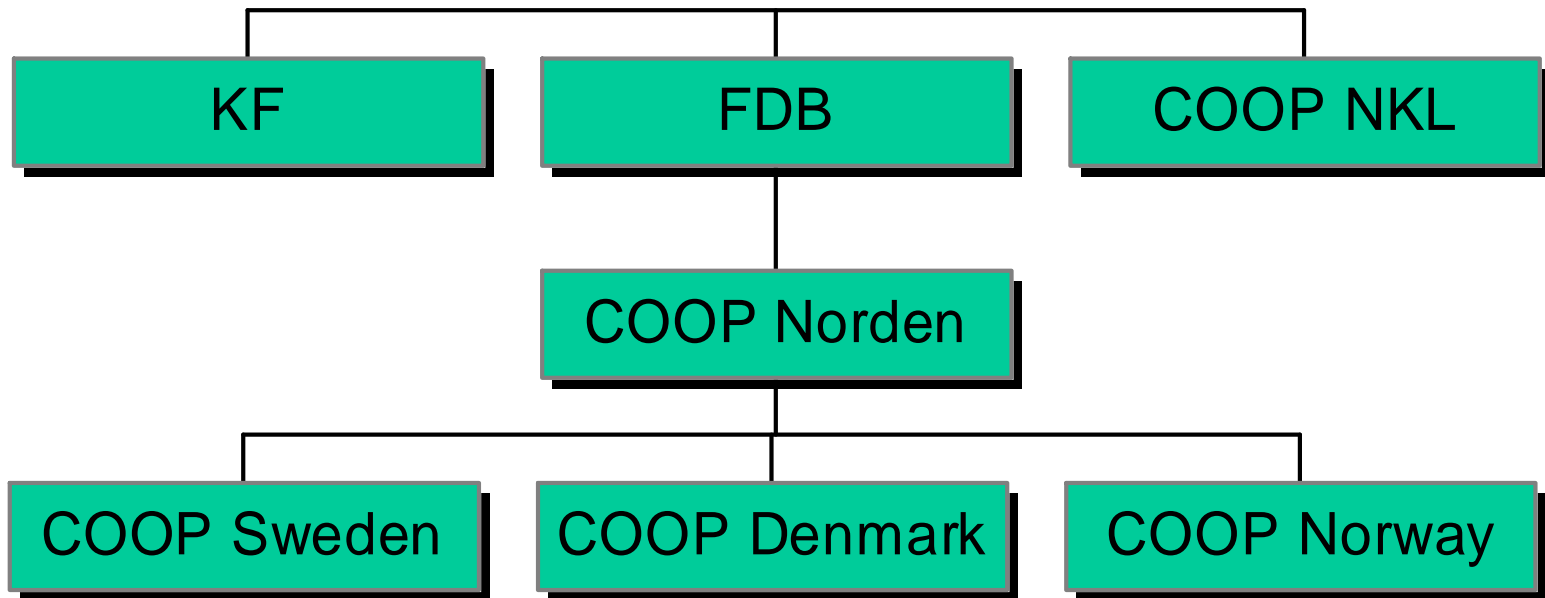 KF
FDB
COOP NKL
COOP Norden
COOP Sweden
COOP Denmark
COOP Norway